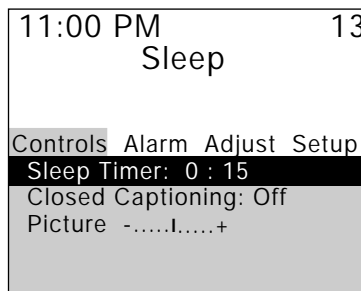 11:00 PM 13
Sleep
Controls Alarm Adjust Setup
Sleep Timer: 0 : 15
Closed Captioning: Off
Picture -.....I.....+